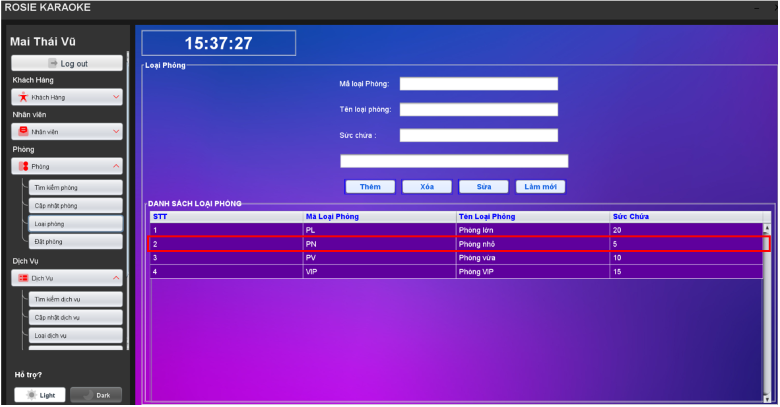 ROSIE KARAOKE
Mai Thái Vũ
Log out
Khách Hàng
Khách Hàng
Nhân viên
Nhân viên
Phòng
Phòng
Tìm kiếm phòng
Cập nhật phòng
Loại phòng
Đặt phòng
Dịch Vụ
Dịch Vụ
Tìm kiếm dịch vụ
Cập nhật dịch vụ
Loại dịch vụ
Hỗ trợ?
Light Dark
15:37:27
Loại Phòng
Mã loại Phòng:
Tên loại phòng:
Sức chứa :
Thêm Xóa Sửa Làm mới
DANH SÁCH LOẠI PHÒNG
STT Mã Loại Phòng Tên Loại Phòng Sức Chứa
1 PL Phòng lớn 20
2 PN Phòng nhỏ 5
3 PV Phòng vừa 10
4 VIP Phòng VIP 15